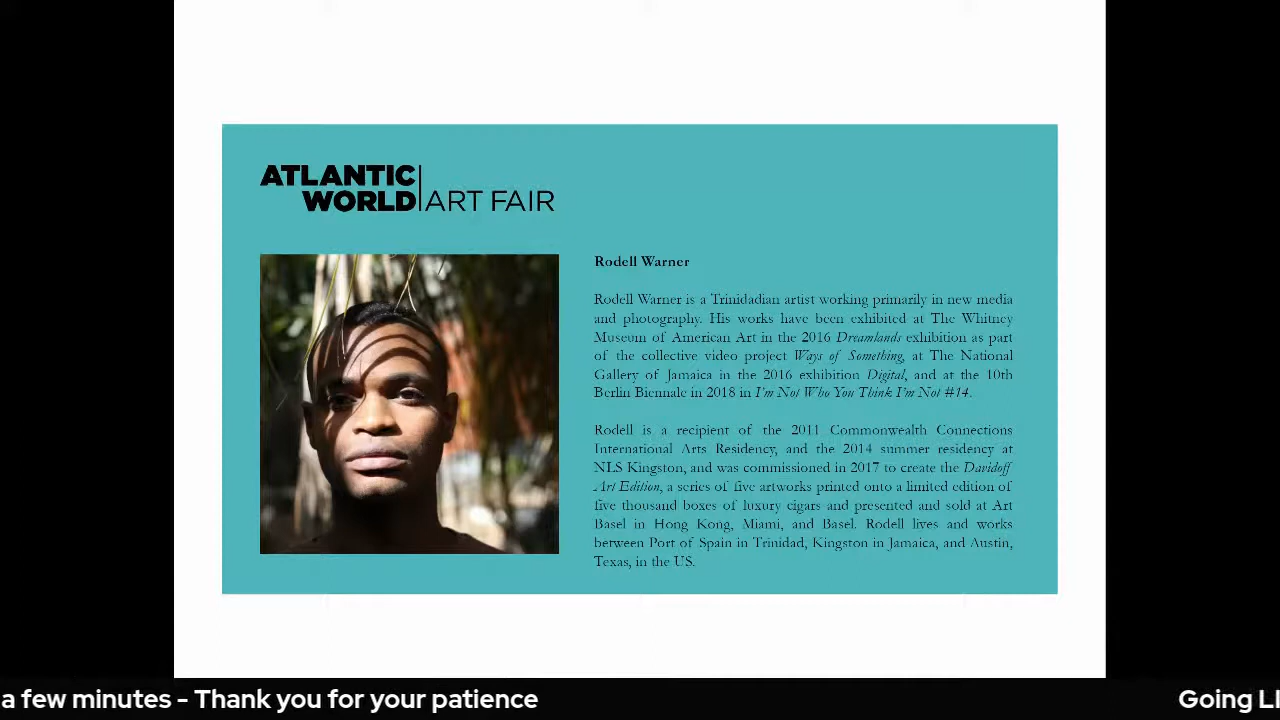 ATLANTIC
WORLD ART FAIR
Rodell Warner
Rodell Warner is a Trinidadian artist working primarily in new media
and photography. His works have been exhibited at The Whitney
Museum of American Art in the 2016 Dreamlands exhibition as part
of the collective video project Ways of Something, at The National
Gallery of Jamaica in the 2016 exhibition Digital, and at the 10th
Berlin Biennale in 2018 in I'm Not Who You Think I'm Not #14.
Rodell is a recipient of the 2011 Commonwealth Connections
International Arts Residency, and the 2014 summer residency at
NLS Kingston, and was commissioned in 2017 to create the Davidoff
Art Edition, a series of five artworks printed onto a limited edition of
five thousand boxes of luxury cigars and presented and sold at Art
Basel in Hong Kong, Miami, and Basel. Rodell lives and works
between Port of Spain in Trinidad, Kingston in Jamaica, and Austin,
Texas, in the US.
a few minutes - Thank you for your patience
Going